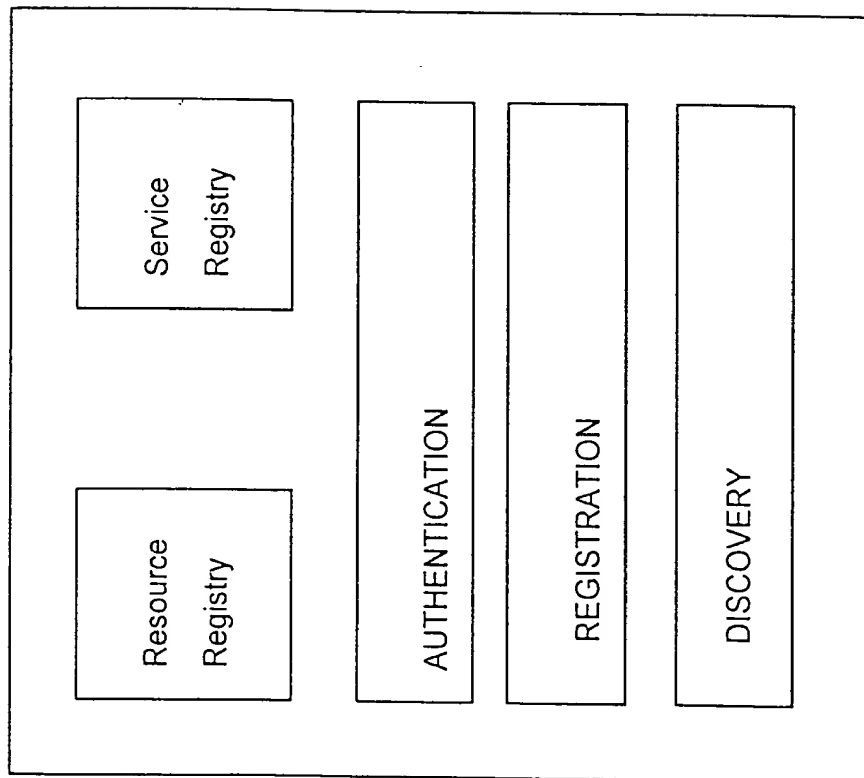 Resource
Registry
Service
Registry
AUTHENTICATION
REGISTRATION
DISCOVERY